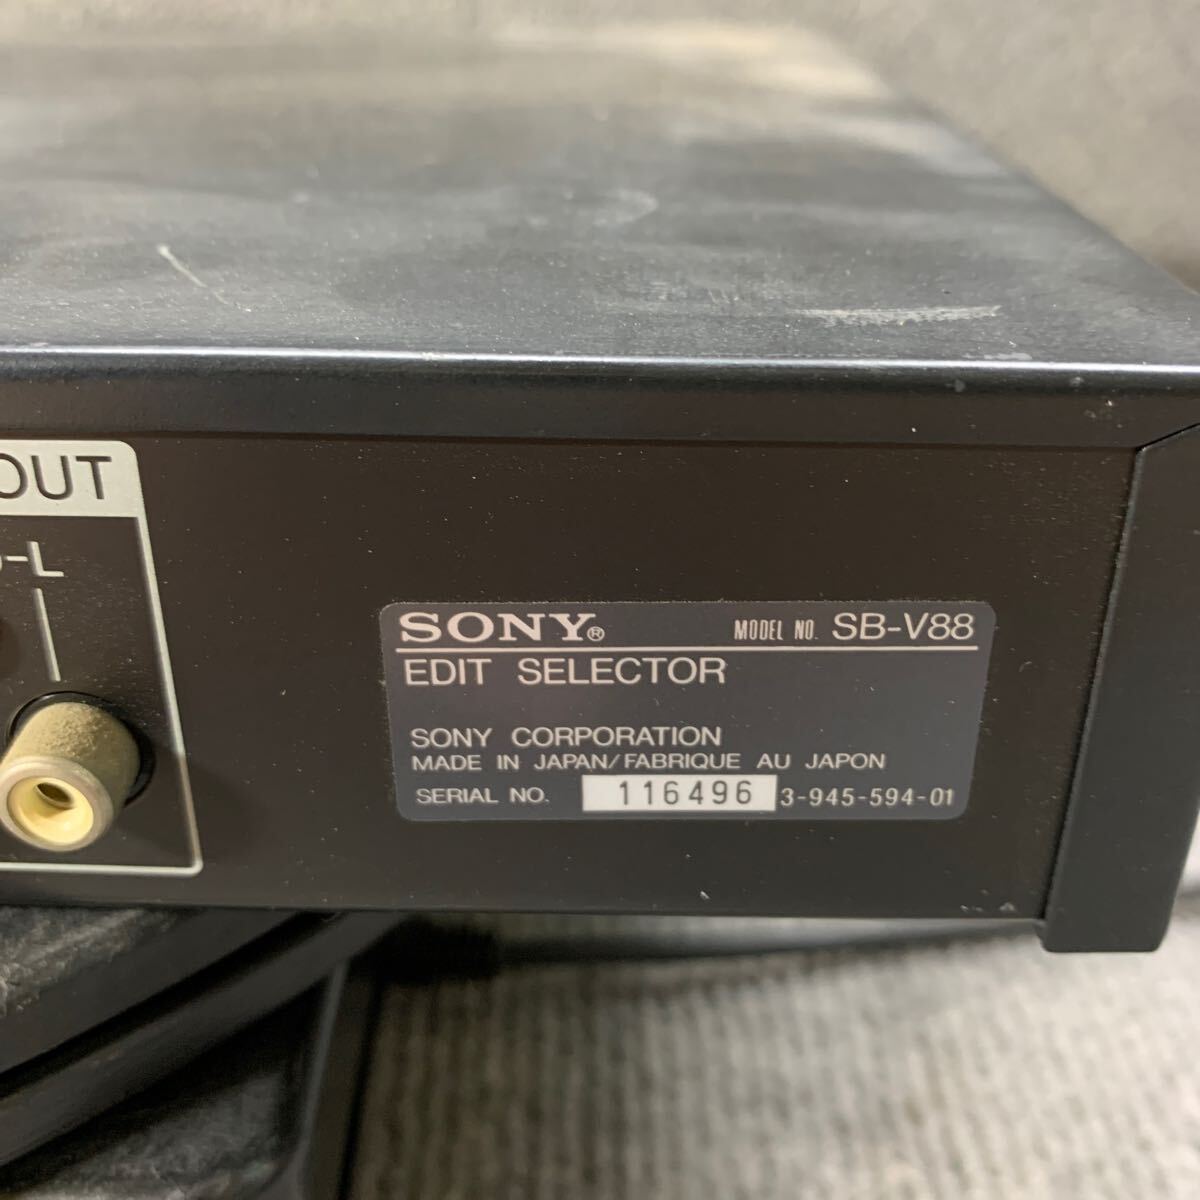 OUT
-L
SONY®
MODEL NO. SB-V88
EDIT SELECTOR
SONY CORPORATION
MADE IN JAPAN/FABRIQUE AU JAPON
SERIAL NO. 116496 3-945-594-01